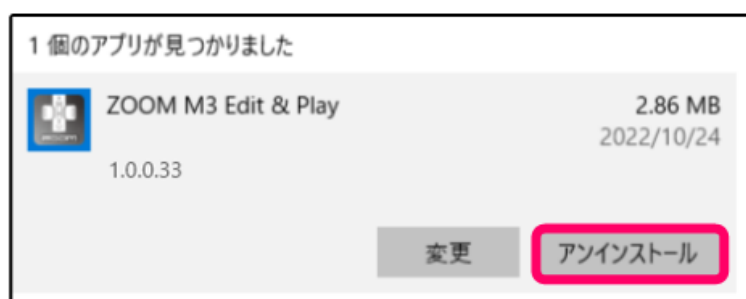 1 個のアプリが見つかりました
ZOOM M3 Edit & Play
2.86 MB
2022/10/24
1.0.0.33
変更
アンインストール